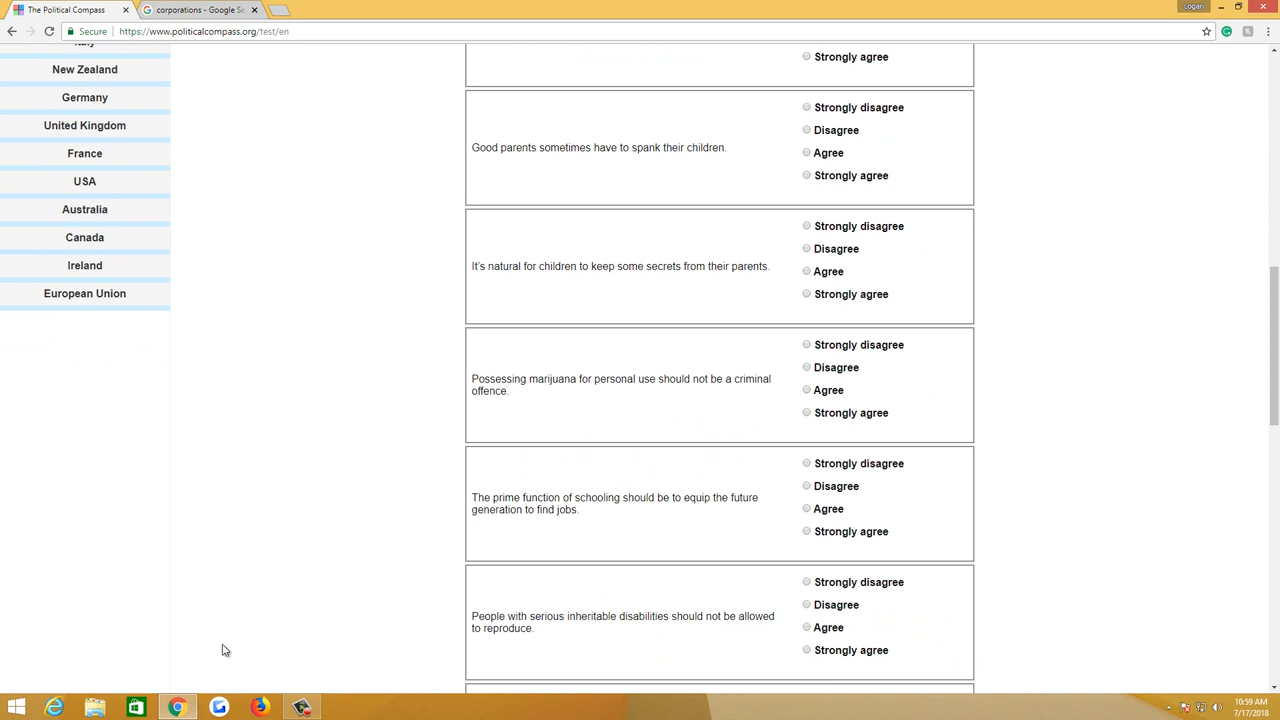 The Political Compass
corporations - Google Se
Logan
Secure
https://www.politicalcompass.org/test/en
Italy
New Zealand
Germany
United Kingdom
France
USA
Australia
Canada
Ireland
European Union
Strongly agree
Good parents sometimes have to spank their children.
Strongly disagree
Disagree
Agree
Strongly agree
It's natural for children to keep some secrets from their parents.
Strongly disagree
Disagree
Agree
Strongly agree
Possessing marijuana for personal use should not be a criminal
offence.
Strongly disagree
Disagree
Agree
Strongly agree
The prime function of schooling should be to equip the future
generation to find jobs.
Strongly disagree
Disagree
Agree
Strongly agree
People with serious inheritable disabilities should not be allowed
to reproduce.
Strongly disagree
Disagree
Agree
Strongly agree
10:59 AM
7/17/2018